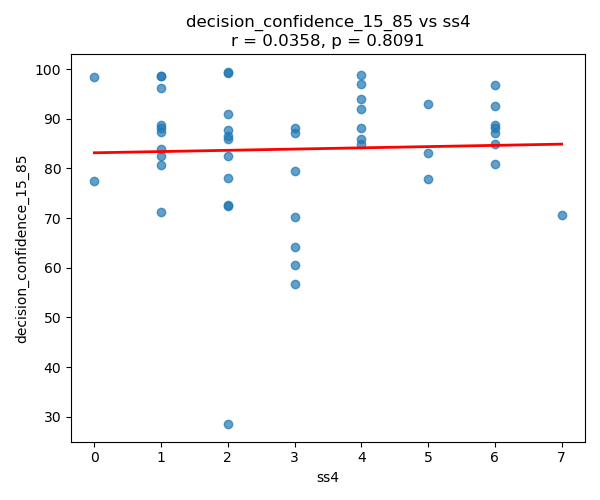 decision_confidence_15_85 vs ss4
r = 0.0358, p = 0.8091
100
90
80
70
60
50
40
30
decision_confidence_15_85
0 1 2 3 4 5 6 7
ss4